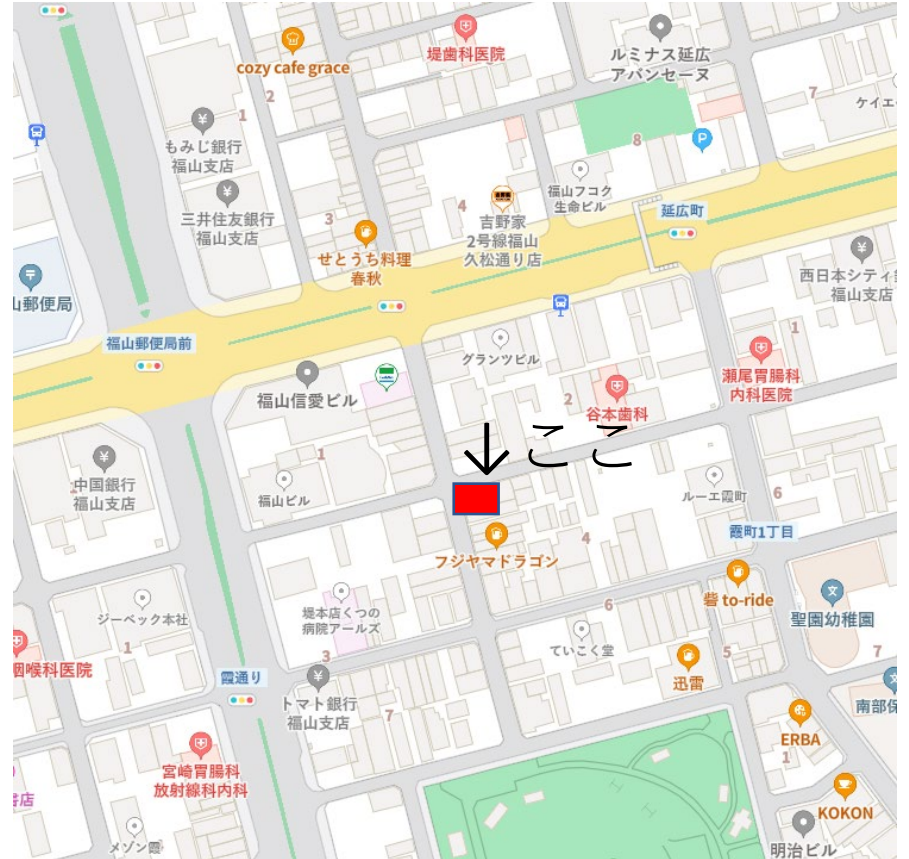 cozy cafe grace
堤歯科医院
ルミナス延広
アバンセーヌ
7
ケイエ
2
1
もみじ銀行
福山支店
8
P
三井住友銀行
福山支店
3
4
福山フコク
生命ビル
吉野家
2号線福山
久松通り店
延広町
せとうち料理
春秋
山郵便局
西日本シティ
福山支店
福山郵便局前
グランツビル
1
瀬尾胃腸科
内科医院
福山信愛ビル
2
谷本歯科
ここ
1
中国銀行
福山支店
1
福山ビル
ルーエ霞町
6
霞町1丁目
フジヤマドラゴン
4
砦 to-ride
聖園幼稚園
ジーベック本社
堤本店くつの
病院アールズ
6
ていこく堂
1
5
7
咽喉科医院
3
霞通り
迅雷
トマト銀行
福山支店
7
南部保
ERBA
1
宮崎胃腸科
放射線科内科
KOKON
書店
メゾン霞
明治ビル